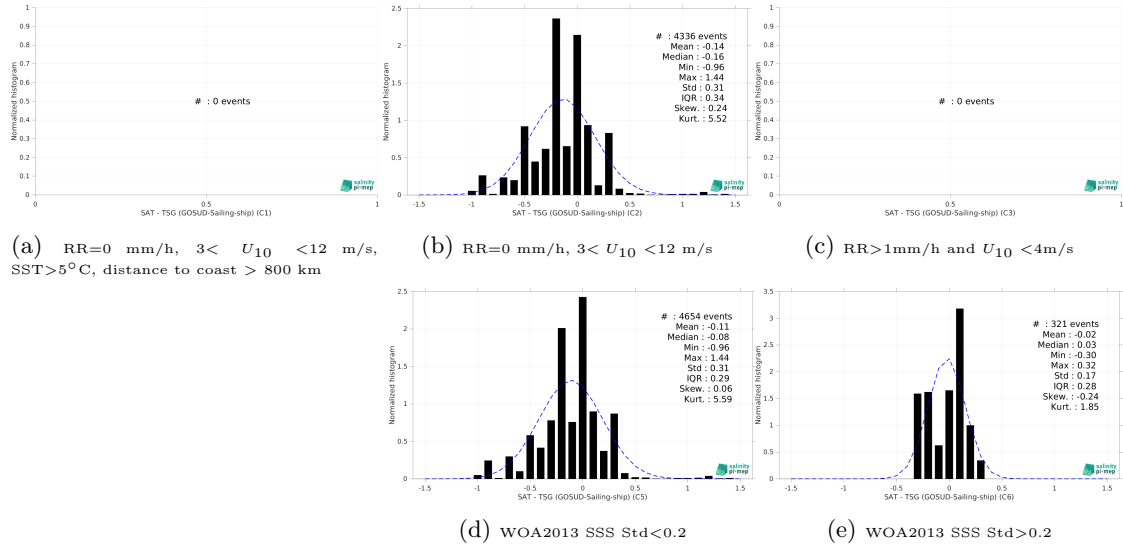 1
0.9
0.8
0.7
0.6
0.5
0.4
0.3
0.2
0.1
0
Normalized histogram
# : 0 events
salinity
pi-mep
0 0.5 1
SAT - TSG (GOSUD-Sailing-ship) (C1)
(a) RR=0 mm/h, 3< U10 <12 m/s,
SST>5°C, distance to coast > 800 km
2.5
2
1.5
1
0.5
0
Normalized histogram
# : 4336 events
Mean : -0.14
Median : -0.16
Min : -0.96
Max : 1.44
Std : 0.31
IQR : 0.34
Skew. : 0.24
Kurt. : 5.52
salinity
pi-mep
-1.5 -1 -0.5 0 0.5 1 1.5
SAT - TSG (GOSUD-Sailing-ship) (C2)
(b) RR=0 mm/h, 3< U10 <12 m/s
1
0.9
0.8
0.7
0.6
0.5
0.4
0.3
0.2
0.1
0
Normalized histogram
# : 0 events
salinity
pi-mep
0 0.5 1
SAT - TSG (GOSUD-Sailing-ship) (C3)
(c) RR>1mm/h and U10 <4m/s
2.5
2
1.5
1
0.5
0
Normalized histogram
# : 4654 events
Mean : -0.11
Median : -0.08
Min : -0.96
Max : 1.44
Std : 0.31
IQR : 0.29
Skew. : 0.06
Kurt. : 5.59
salinity
pi-mep
-1.5 -1 -0.5 0 0.5 1 1.5
SAT - TSG (GOSUD-Sailing-ship) (C5)
(d) WOA2013 SSS Std<0.2
3.5
3
2.5
2
1.5
1
0.5
0
Normalized histogram
# : 321 events
Mean : -0.02
Median : 0.03
Min : -0.30
Max : 0.32
Std : 0.17
IQR : 0.28
Skew. : -0.24
Kurt. : 1.85
salinity
pi-mep
-1.5 -1 -0.5 0 0.5 1 1.5
SAT - TSG (GOSUD-Sailing-ship) (C6)
(e) WOA2013 SSS Std>0.2